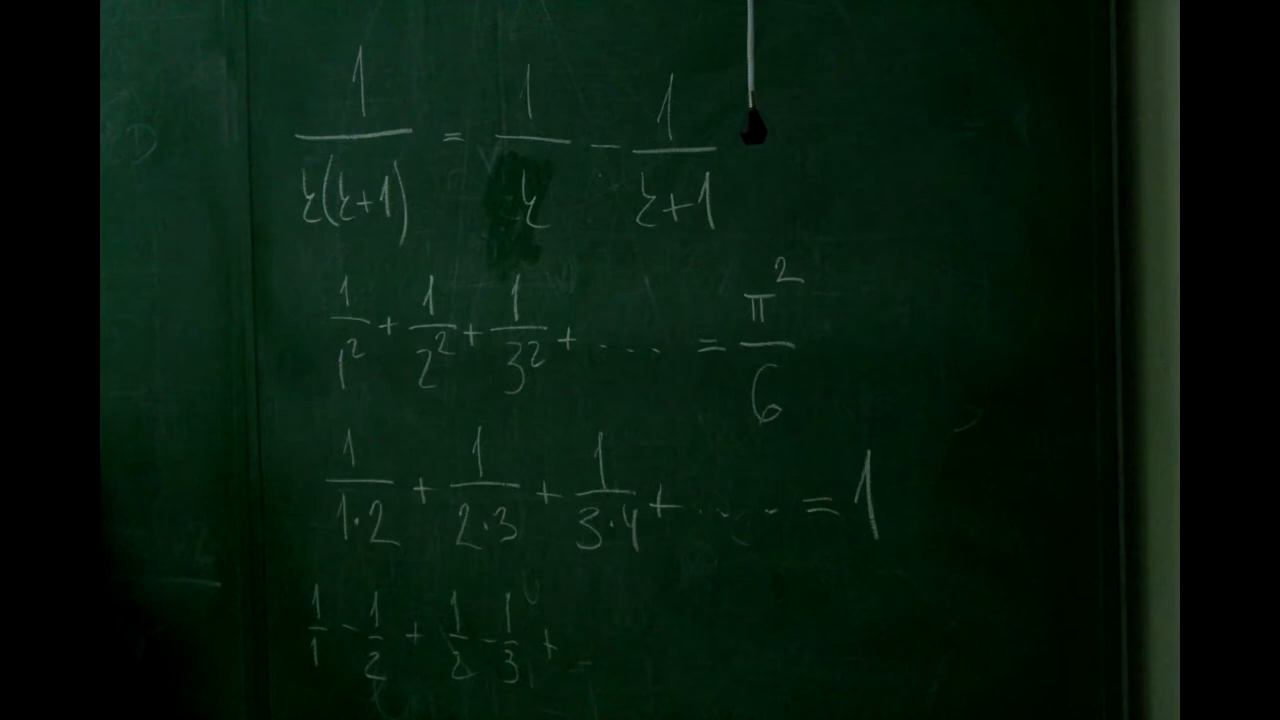 1/(k(k+1)) = 1/k - 1/(k+1)
1/1² + 1/2² + 1/3² + .... = π²/6
1/(1·2) + 1/(2·3) + 1/(3·4) + .... = 1
1/1 - 1/2 + 1/2 - 1/3 +